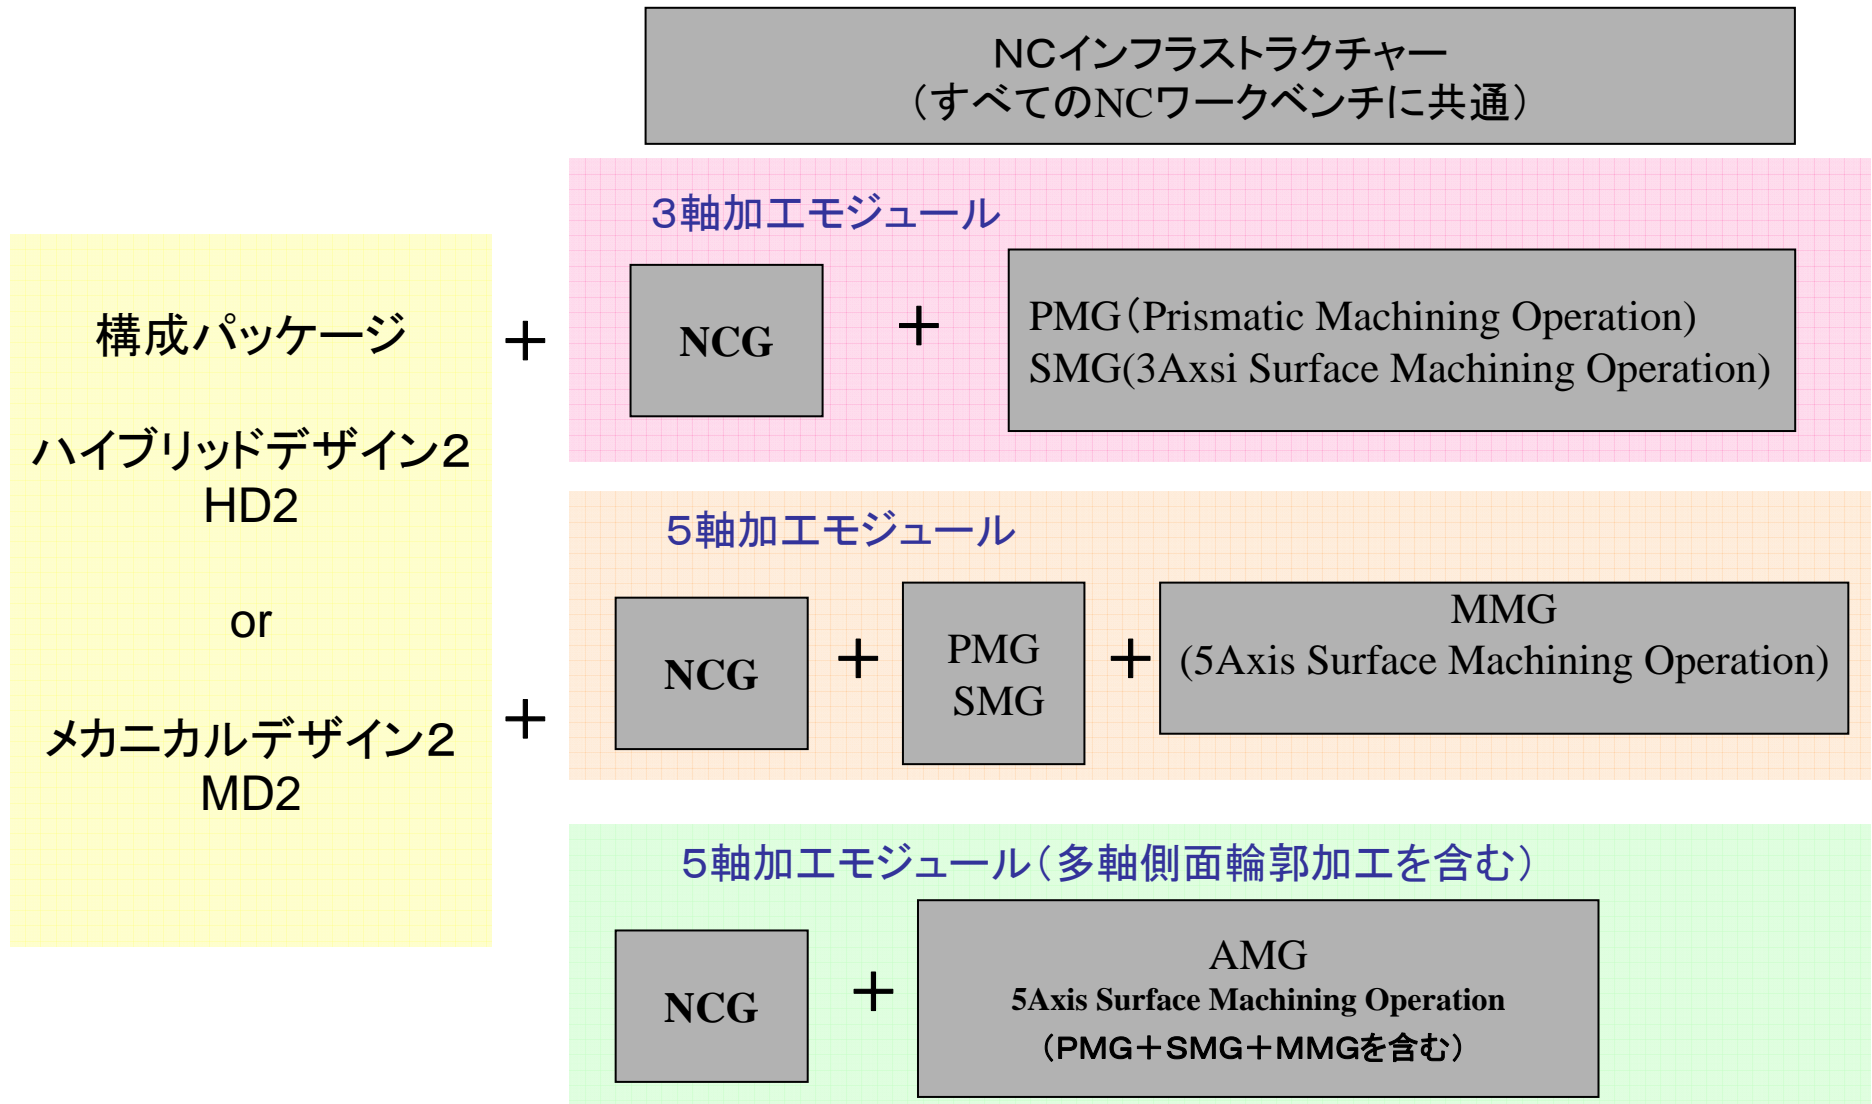 NCインフラストラクチャー
（すべてのNCワークベンチに共通）
構成パッケージ
ハイブリッドデザイン２
HD2
or
メカニカルデザイン２
MD2
＋
＋
３軸加工モジュール
NCG
＋
PMG（Prismatic Machining Operation)
SMG(3Axsi Surface Machining Operation)
５軸加工モジュール
NCG
＋
PMG
SMG
＋
MMG
(5Axis Surface Machining Operation)
５軸加工モジュール（多軸側面輪郭加工を含む）
NCG
＋
AMG
5Axis Surface Machining Operation
（PMG＋SMG＋MMGを含む）